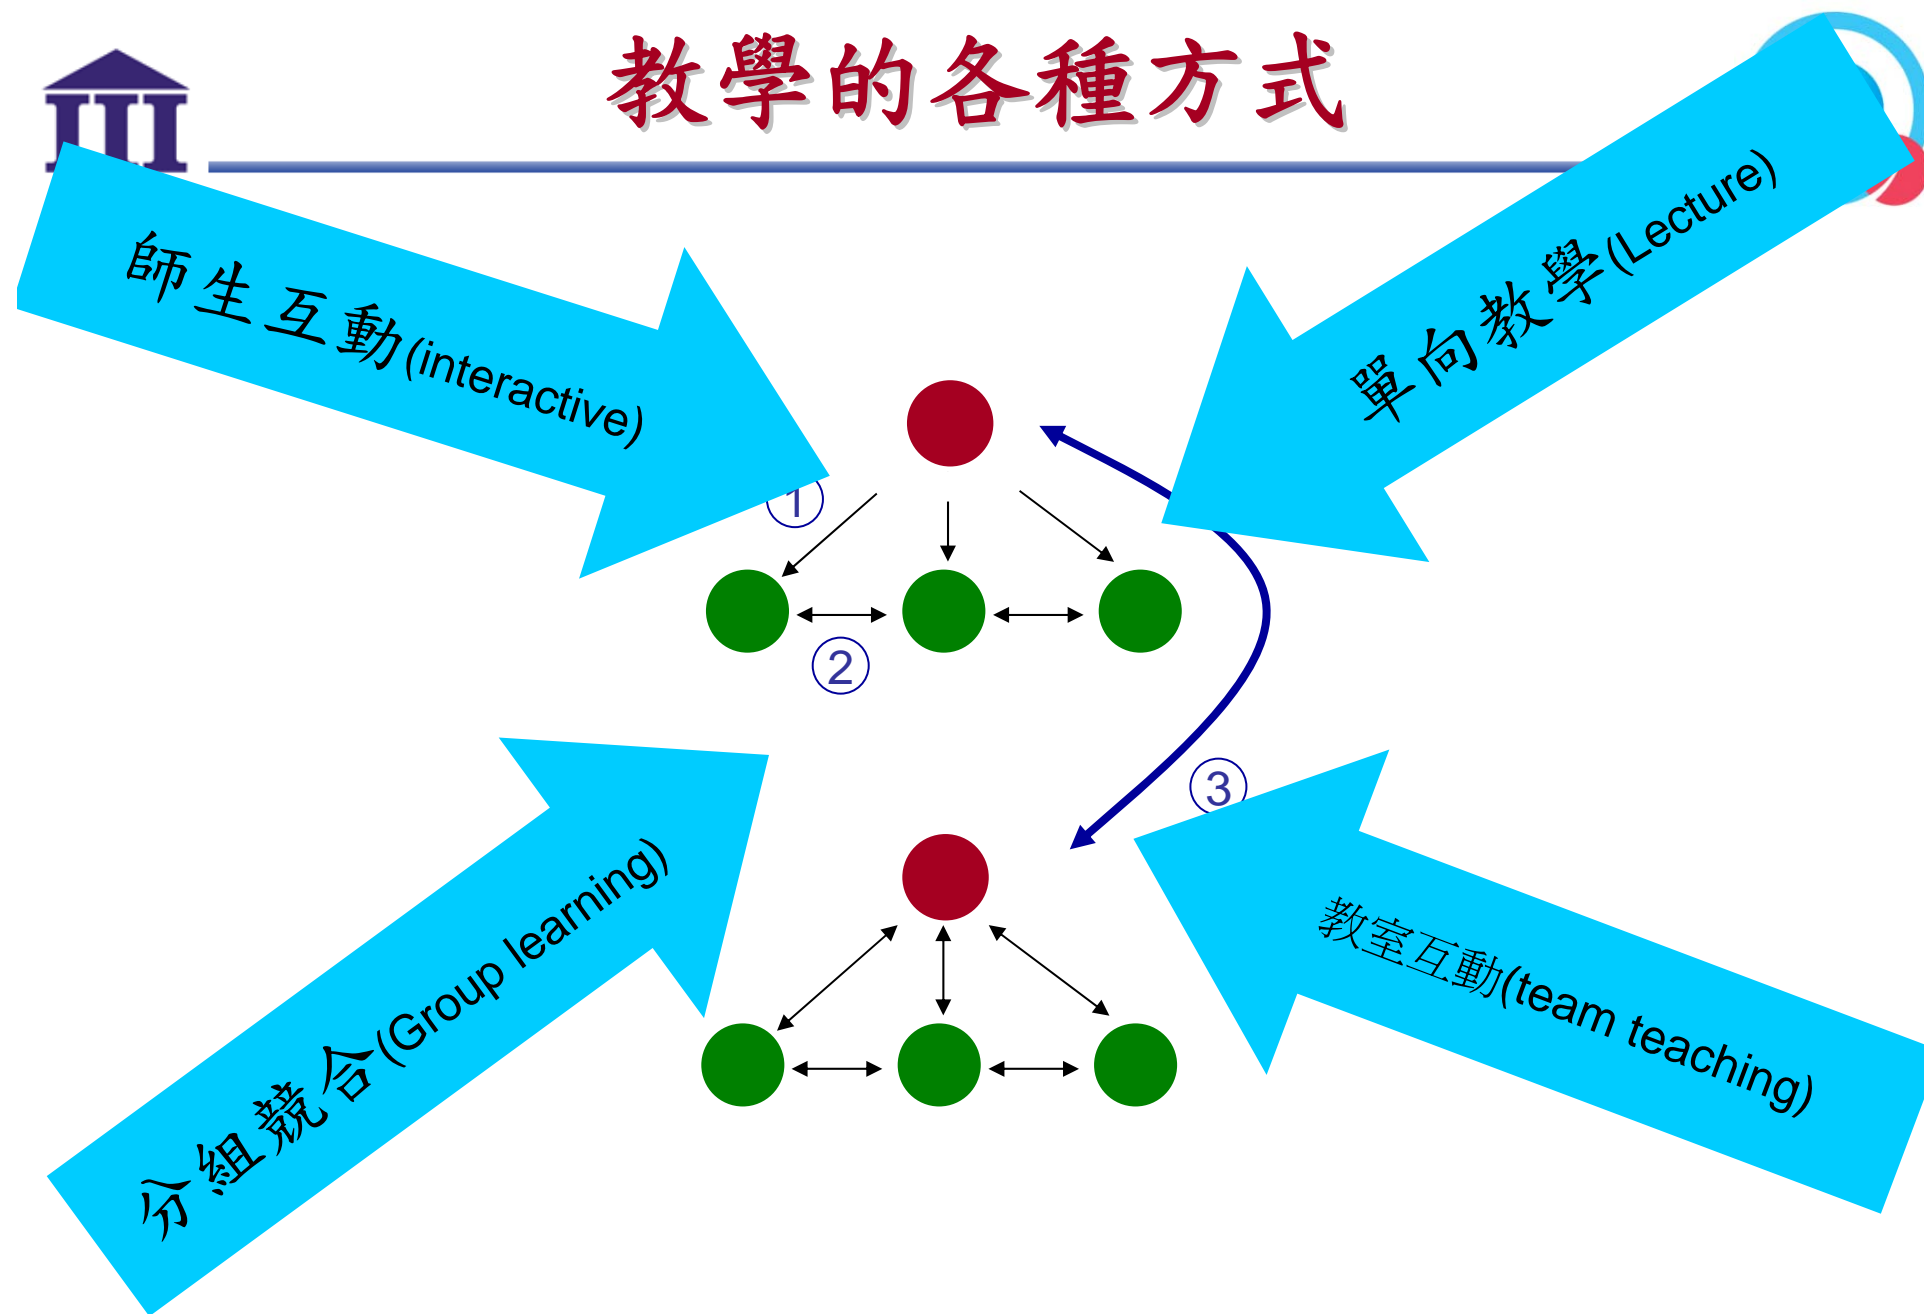 教學的各種方式
師生互動(interactive)
單向教學(Lecture)
1
2
3
分組競合(Group learning)
教室互動(team teaching)